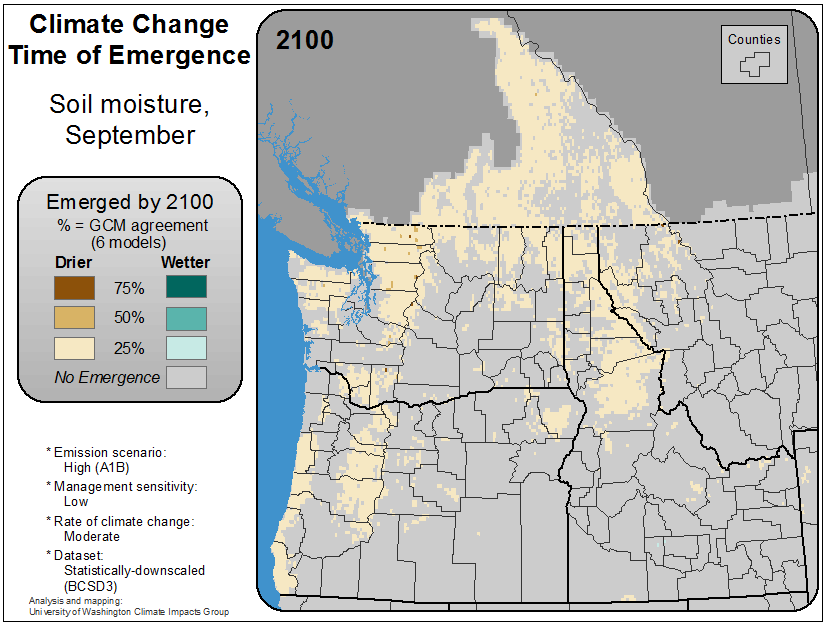 Climate Change
Time of Emergence
Soil moisture,
September
Emerged by 2100
% = GCM agreement
(6 models)
Drier Wetter
75%
50%
25%
No Emergence
* Emission scenario:
High (A1B)
* Management sensitivity:
Low
* Rate of climate change:
Moderate
* Dataset:
Statistically-downscaled
(BCSD3)
Analysis and mapping:
University of Washington Climate Impacts Group
2100
Counties